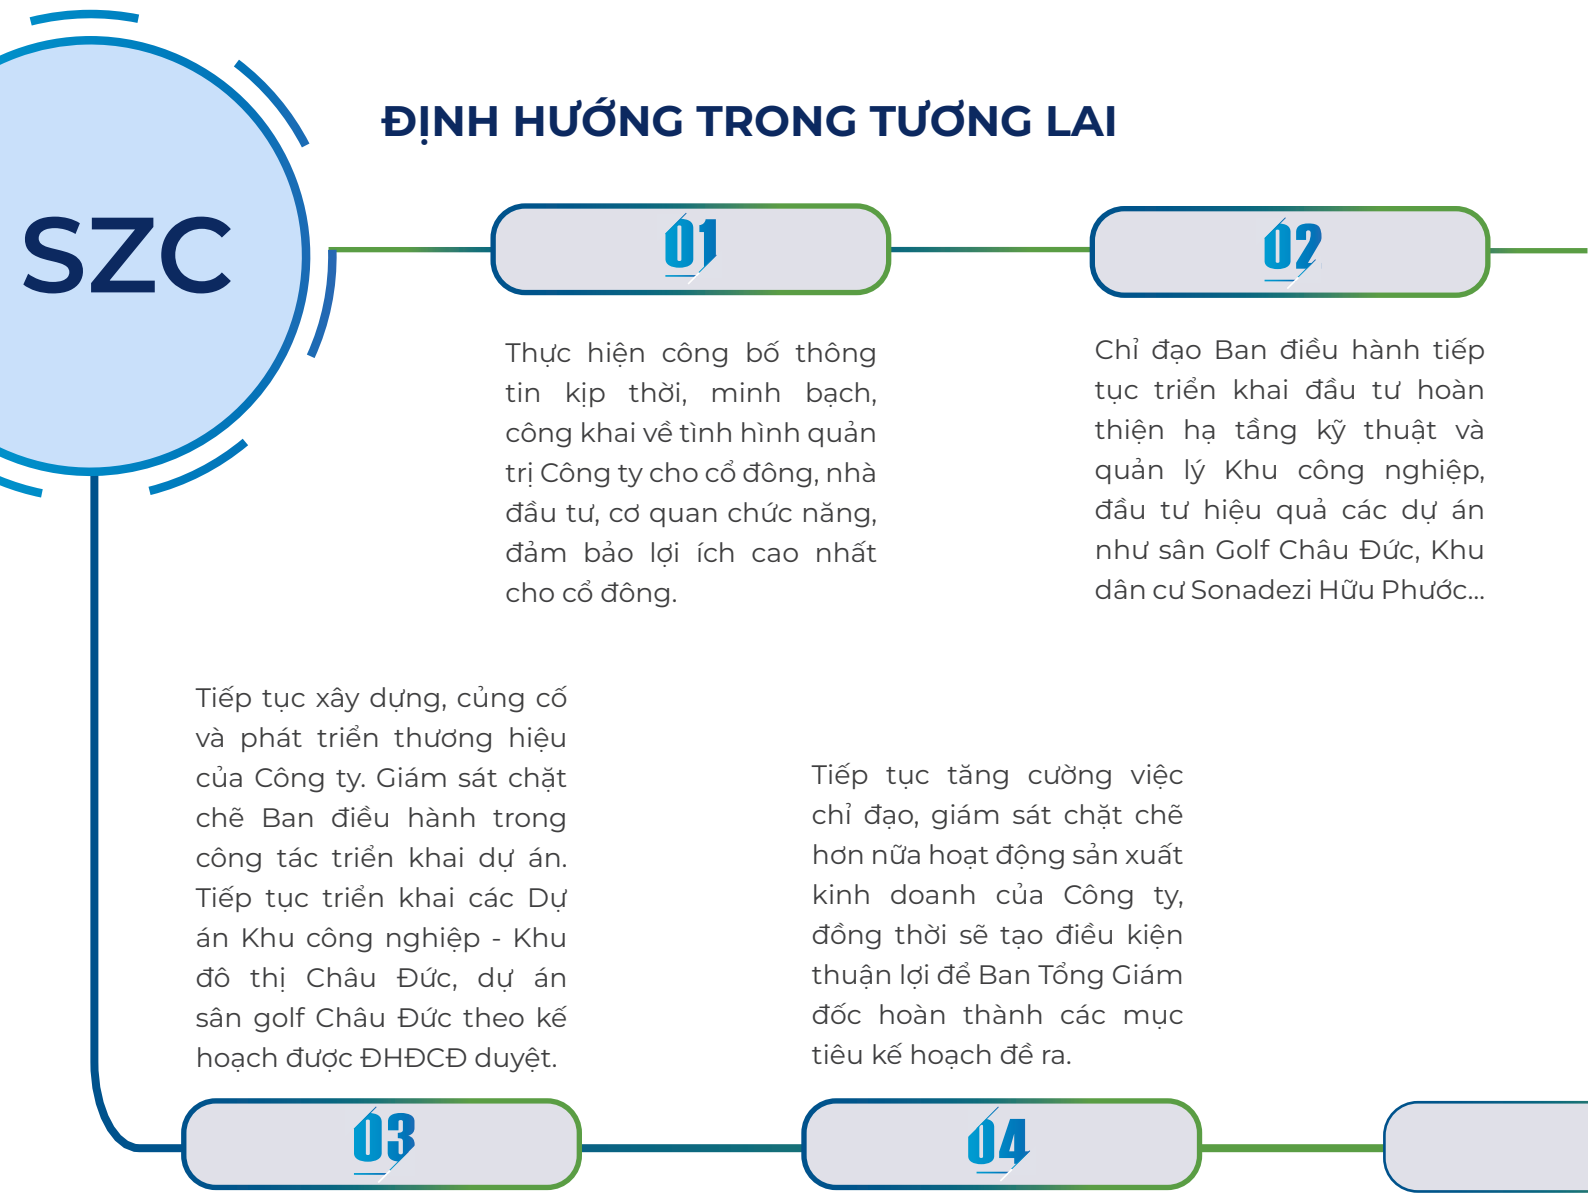 ĐỊNH HƯỚNG TRONG TƯƠNG LAI
SZC
01
Thực hiện công bố thông
tin kịp thời, minh bạch,
công khai về tình hình quản
trị Công ty cho cổ đông, nhà
đầu tư, cơ quan chức năng,
đảm bảo lợi ích cao nhất
cho cổ đông.
02
Chỉ đạo Ban điều hành tiếp
tục triển khai đầu tư hoàn
thiện hạ tầng kỹ thuật và
quản lý Khu công nghiệp,
đầu tư hiệu quả các dự án
như sân Golf Châu Đức, Khu
dân cư Sonadezi Hữu Phước...
Tiếp tục xây dựng, củng cố
và phát triển thương hiệu
của Công ty. Giám sát chặt
chẽ Ban điều hành trong
công tác triển khai dự án.
Tiếp tục triển khai các Dự
án Khu công nghiệp - Khu
đô thị Châu Đức, dự án
sân golf Châu Đức theo kế
hoạch được ĐHĐCĐ duyệt.
03
Tiếp tục tăng cường việc
chỉ đạo, giám sát chặt chẽ
hơn nữa hoạt động sản xuất
kinh doanh của Công ty,
đồng thời sẽ tạo điều kiện
thuận lợi để Ban Tổng Giám
đốc hoàn thành các mục
tiêu kế hoạch đề ra.
04